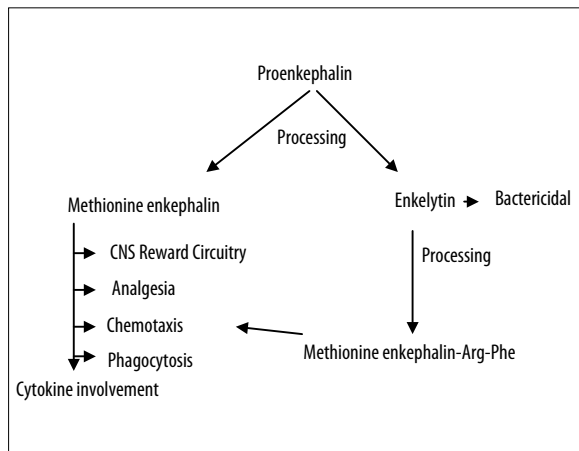 Proenkephalin
Processing
Methionine enkephalin
Enkelytin
Bactericidal
CNS Reward Circuitry
Processing
Analgesia
Chemotaxis
Methionine enkephalin-Arg-Phe
Phagocytosis
Cytokine involvement